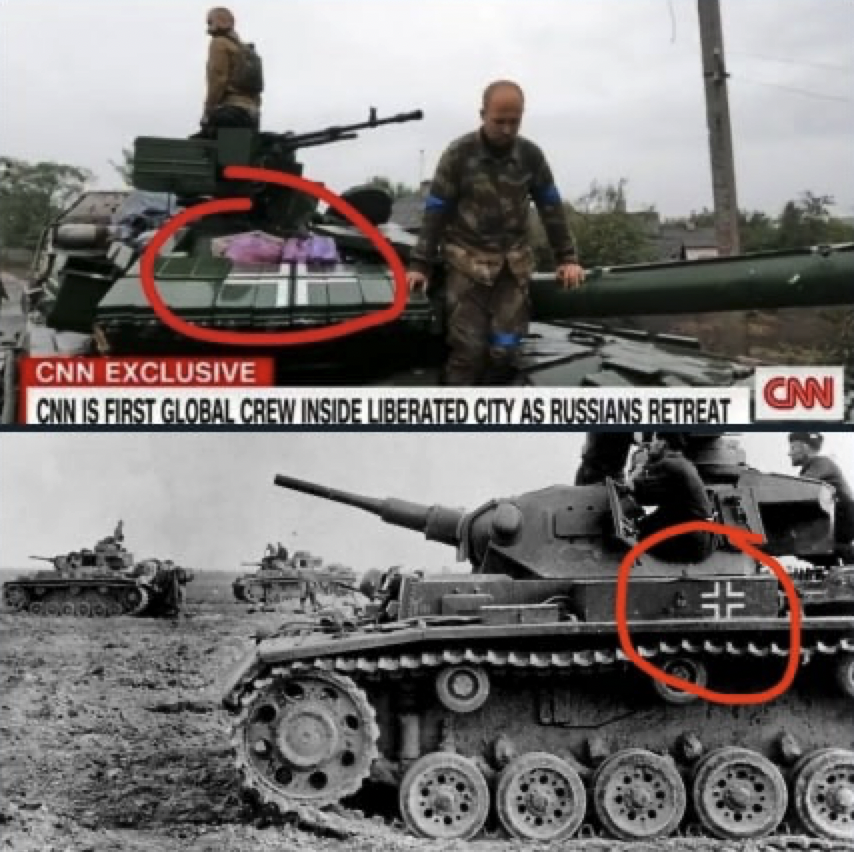 CNN EXCLUSIVE
CNN IS FIRST GLOBAL CREW INSIDE LIBERATED CITY AS RUSSIANS RETREAT
CNN